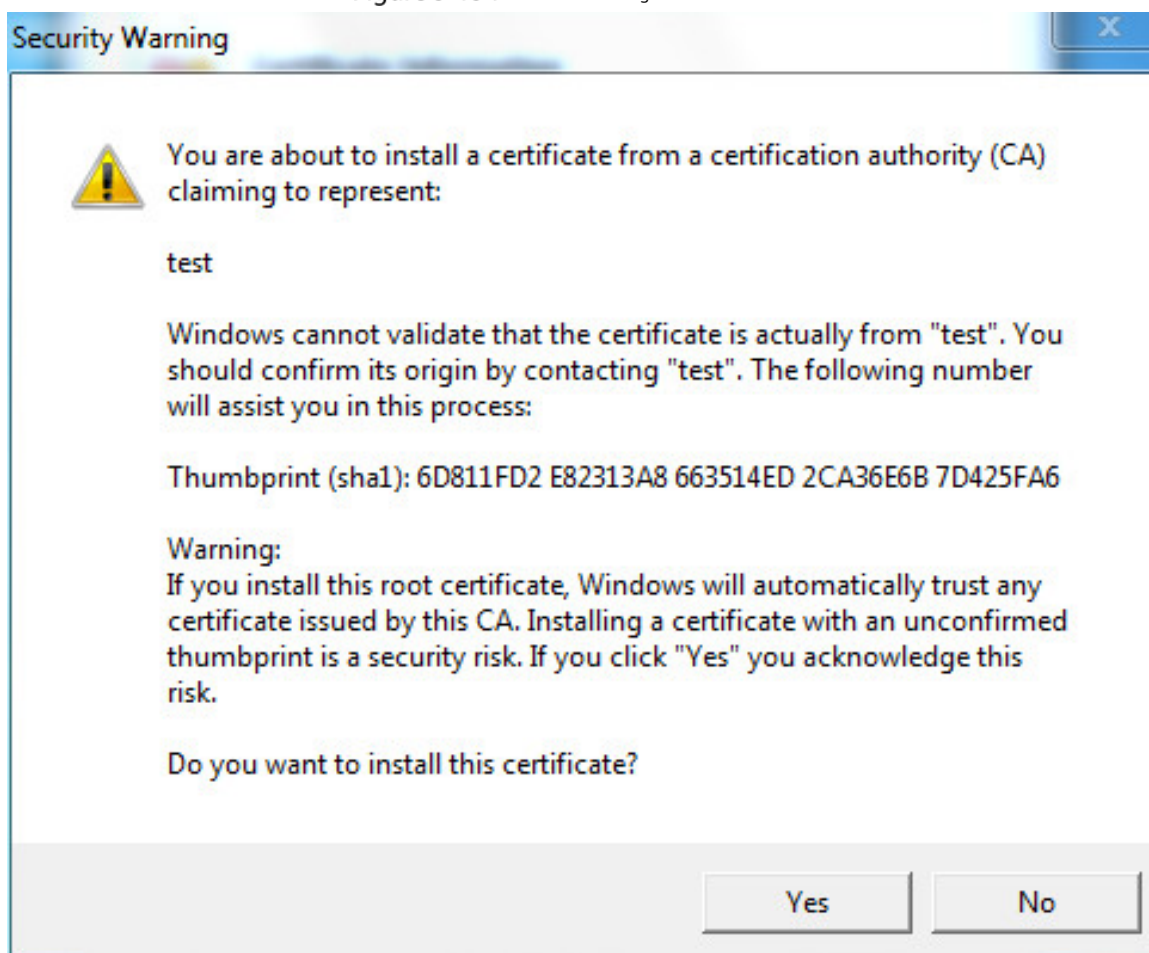 Security Warning
You are about to install a certificate from a certification authority (CA)
claiming to represent:
test
Windows cannot validate that the certificate is actually from "test". You
should confirm its origin by contacting "test". The following number
will assist you in this process:
Thumbprint (sha1): 6D811FD2 E82313A8 663514ED 2CA36E6B 7D425FA6
Warning:
If you install this root certificate, Windows will automatically trust any
certificate issued by this CA. Installing a certificate with an unconfirmed
thumbprint is a security risk. If you click "Yes" you acknowledge this
risk.
Do you want to install this certificate?
Yes
No